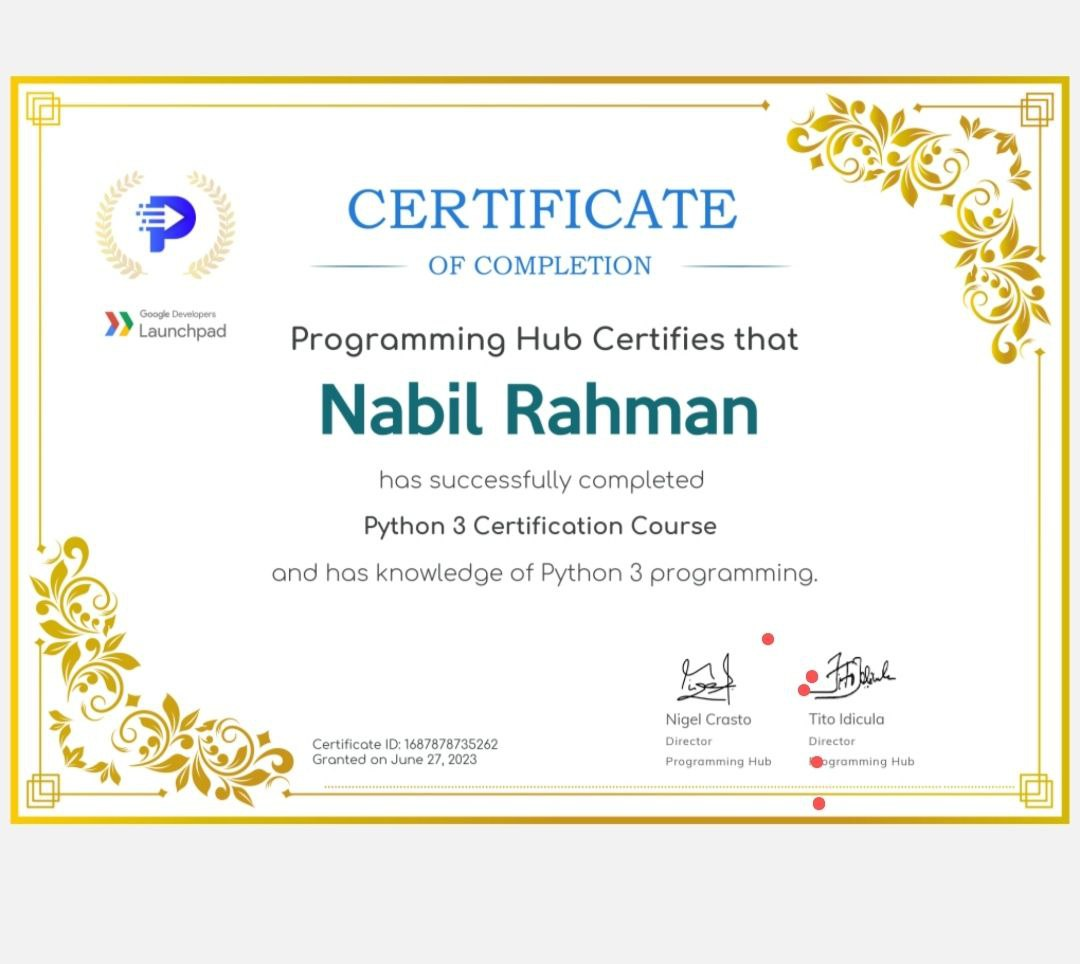 CERTIFICATE
OF COMPLETION
Google Developers
Launchpad
Programming Hub Certifies that
Nabil Rahman
has successfully completed
Python 3 Certification Course
and has knowledge of Python 3 programming.
Nigel Crasto
Director
Programming Hub
Tito Idicula
Director
Programming Hub
Certificate ID: 1687878735262
Granted on June 27, 2023